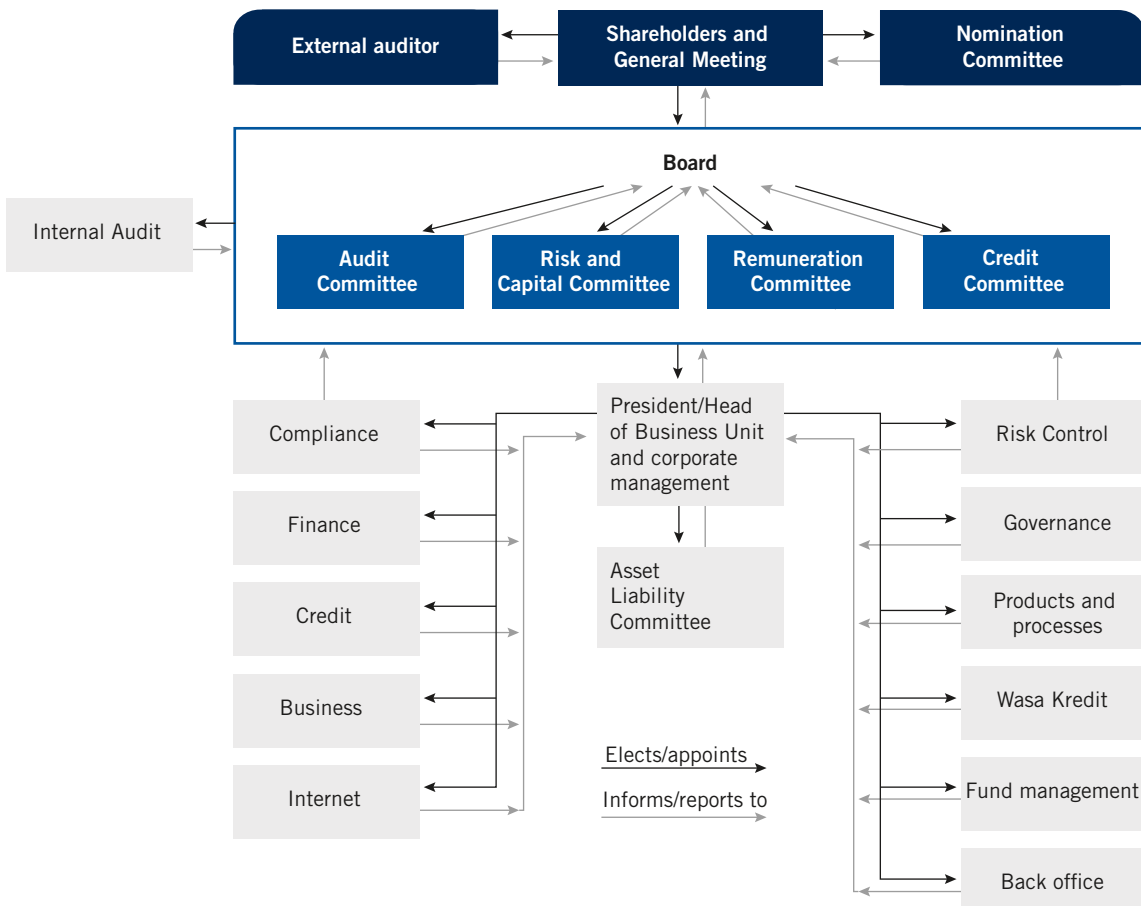 External auditor
Shareholders and
General Meeting
Nomination
Committee
Board
Internal Audit
Audit
Committee
Risk and
Capital Committee
Remuneration
Committee
Credit
Committee
Compliance
President/Head
of Business Unit
and corporate
management
Risk Control
Finance
Governance
Asset
Liability
Committee
Credit
Products and
processes
Business
Wasa Kredit
Elects/appoints
Internet
Informs/reports to
Fund management
Back office